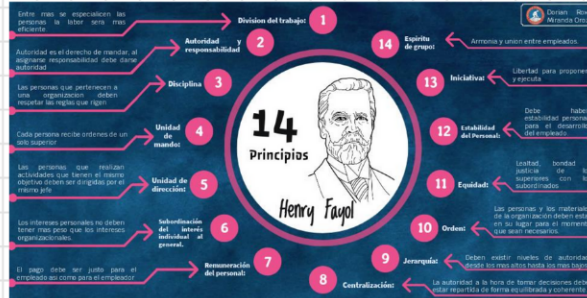 Entre mas se especialicen las
personas la labor sera mas
eficiente
Division del trabajo:
1
Autoridad es el derecho de mandar, al
asignarse responsabilidad debe darse
autoridad
Autoridad y
responsabilidad
2
Las personas que pertenecen a
una organizacion deben
respetar las reglas que rigen
Disciplina
3
Cada persona recibe ordenes de un
solo superior
Unidad
de
mando:
4
Las personas que realizan
actividades que tienen el mismo
objetivo deben ser dirigidas por el
mismo jefe
Unidad de
dirección:
5
Los intereses personales no deben
tener mas peso que los intereses
organizacionales.
Subordinación
del interés
individual al
general.
6
El pago debe ser justo para el
empleado asi como para el empleador
Remuneración
del personal:
7
14
Principios
Henry Fayol
Dorian
Miranda
14
Espiritu
de grupo:
Armonia y union entre empleados.
13
Iniciativa:
Libertad para proponer
y ejecuta
12
Estabilidad
del Personal:
Debe haber
estabilidad personal
para el desarrollo
del empleado.
11
Equidad:
Lealtad, bondad
justicia de lo
superiores con lo
subordinados
10
Orden:
Las personas y los materiales
de la organización deben esta
en su lugar para el momento
que sean necesarios.
9
Jerarquía:
Deben existir niveles de autoridad
desde los mas altos hasta los mas bajos
8
Centralización:
La autoridad a la hora de tomar decisiones debe
estar repartida de forma equilibrada y coherente